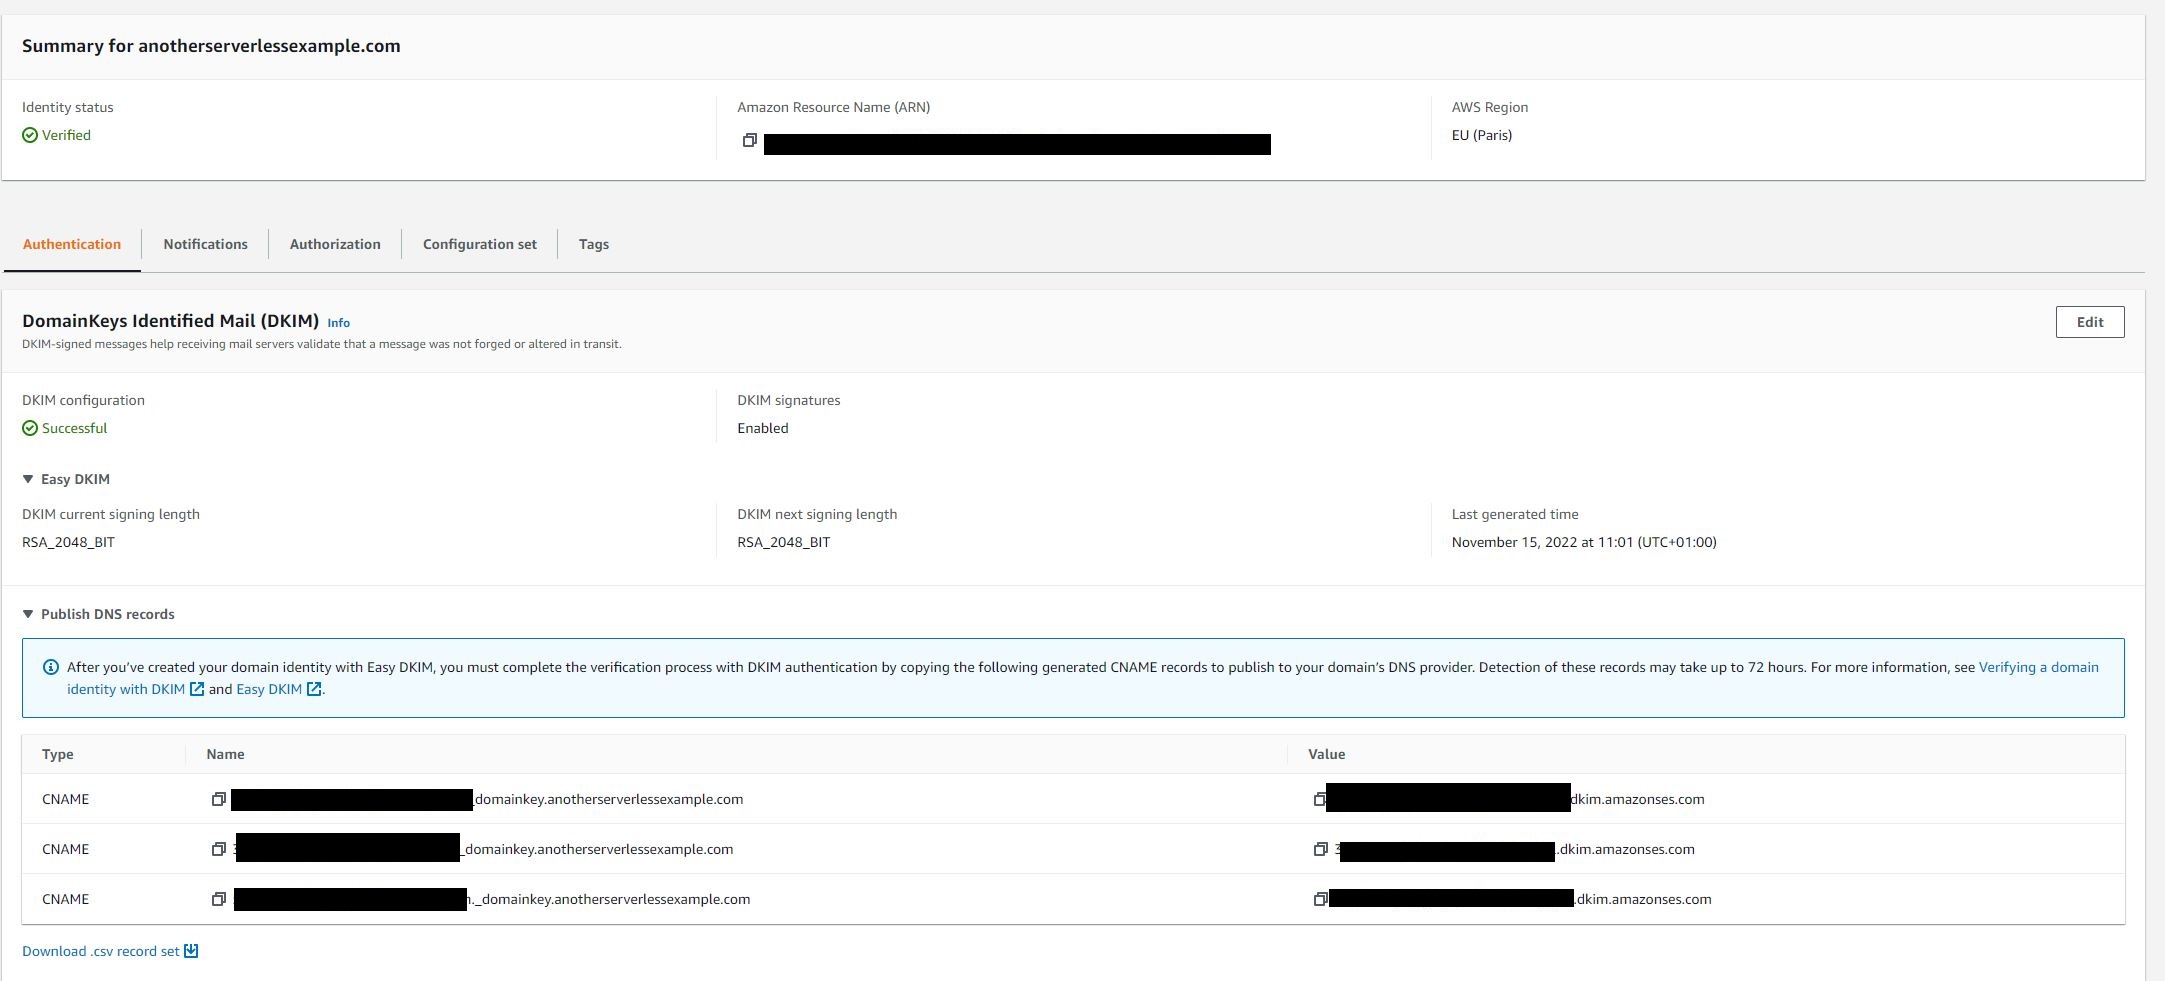 Summary for anotherserverlessexample.com
Identity status
Amazon Resource Name (ARN)
AWS Region
Verified
EU (Paris)
Authentication
Notifications
Authorization
Configuration set
Tags
DomainKeys Identified Mail (DKIM) Info
Edit
DKIM-signed messages help receiving mail servers validate that a message was not forged or altered in transit.
DKIM configuration
DKIM signatures
Successful
Enabled
Easy DKIM
DKIM current signing length
DKIM next signing length
Last generated time
RSA_2048_BIT
RSA_2048_BIT
November 15, 2022 at 11:01 (UTC+01:00)
Publish DNS records
After you’ve created your domain identity with Easy DKIM, you must complete the verification process with DKIM authentication by copying the following generated CNAME records to publish to your domain’s DNS provider. Detection of these records may take up to 72 hours. For more information, see Verifying a domain
identity with DKIM and Easy DKIM.
Type
Name
Value
CNAME
_domainkey.anotherserverlessexample.com
dkim.amazonses.com
CNAME
_domainkey.anotherserverlessexample.com
.dkim.amazonses.com
CNAME
._domainkey.anotherserverlessexample.com
.dkim.amazonses.com
Download .csv record set